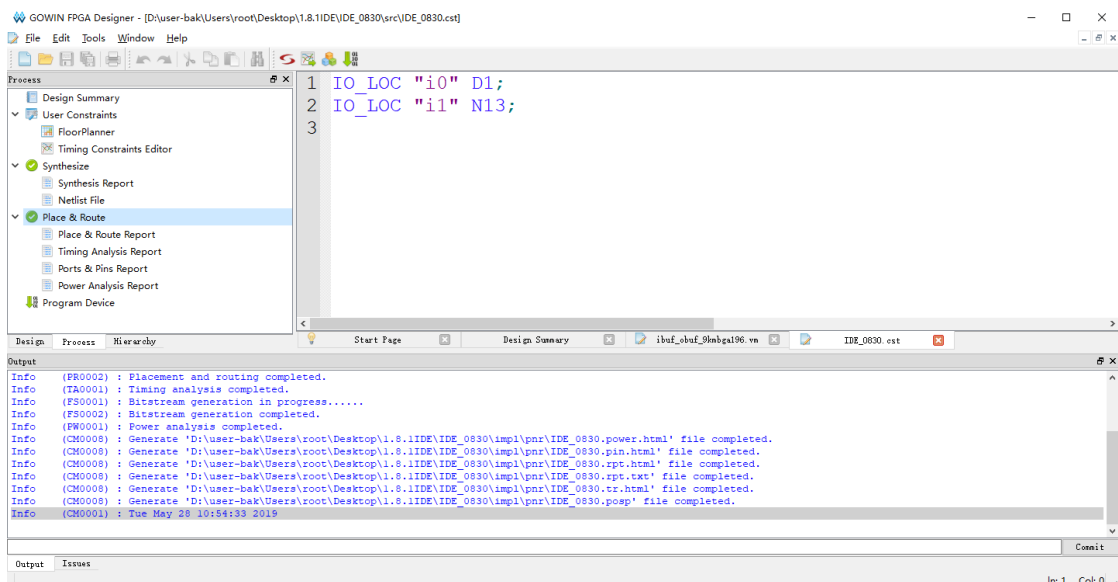 GOWIN FPGA Designer - [D:\user-bak\Users\root\Desktop\1.8.1IDE\IDE_0830\src\IDE_0830.cst]
File Edit Tools Window Help
Process
Design Summary
User Constraints
FloorPlanner
Timing Constraints Editor
Synthesize
Synthesis Report
Netlist File
Place & Route
Place & Route Report
Timing Analysis Report
Ports & Pins Report
Power Analysis Report
Program Device
Design Process Hierarchy
1 IO_LOC "i0" D1;
2 IO_LOC "i1" N13;
3
Start Page Design Summary ibuf_obuf_9kmbga196.vm IDE_0830.cst
Output
Info (PR0002) : Placement and routing completed.
Info (TA0001) : Timing analysis completed.
Info (FS0001) : Bitstream generation in progress......
Info (FS0002) : Bitstream generation completed.
Info (PW0001) : Power analysis completed.
Info (CM0008) : Generate 'D:\user-bak\Users\root\Desktop\1.8.1IDE\IDE_0830\impl\pnr\IDE_0830.power.html' file completed.
Info (CM0008) : Generate 'D:\user-bak\Users\root\Desktop\1.8.1IDE\IDE_0830\impl\pnr\IDE_0830.pin.html' file completed.
Info (CM0008) : Generate 'D:\user-bak\Users\root\Desktop\1.8.1IDE\IDE_0830\impl\pnr\IDE_0830.rpt.html' file completed.
Info (CM0008) : Generate 'D:\user-bak\Users\root\Desktop\1.8.1IDE\IDE_0830\impl\pnr\IDE_0830.rpt.txt' file completed.
Info (CM0008) : Generate 'D:\user-bak\Users\root\Desktop\1.8.1IDE\IDE_0830\impl\pnr\IDE_0830.tr.html' file completed.
Info (CM0008) : Generate 'D:\user-bak\Users\root\Desktop\1.8.1IDE\IDE_0830\impl\pnr\IDE_0830.posp' file completed.
Info (CM0001) : Tue May 28 10:54:33 2019
Commit
Output Issues
ln: 1 Col: 0